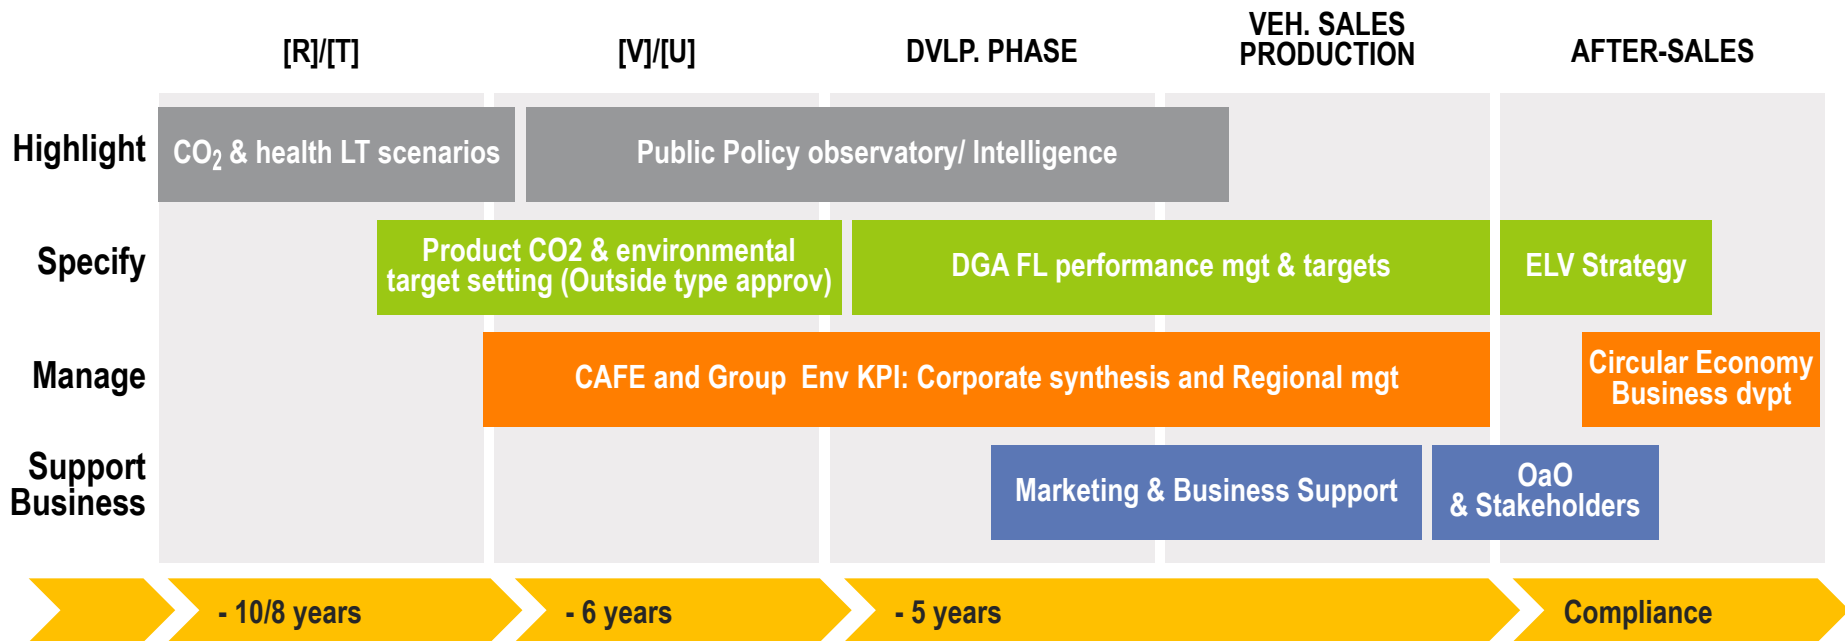 [R]/[T]
[V]/[U]
DVLP. PHASE
VEH. SALES
PRODUCTION
AFTER-SALES
Highlight
CO₂ & health LT scenarios
Public Policy observatory/ Intelligence
Specify
Product CO2 & environmental
target setting (Outside type approv)
DGA FL performance mgt & targets
ELV Strategy
Manage
CAFE and Group Env KPI: Corporate synthesis and Regional mgt
Circular Economy
Business dvpt
Support
Business
Marketing & Business Support
OaO
& Stakeholders
- 10/8 years
- 6 years
- 5 years
Compliance